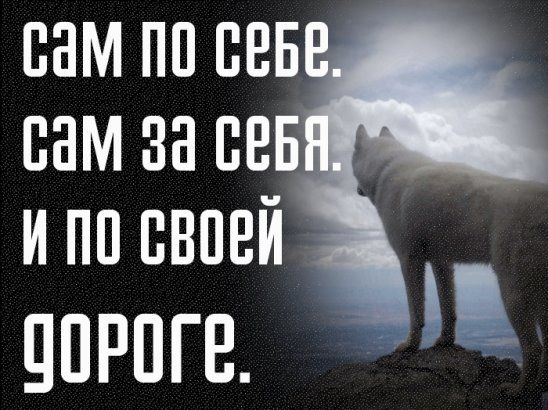 сам по себе.
сам за себя.
и по своей
дороге.